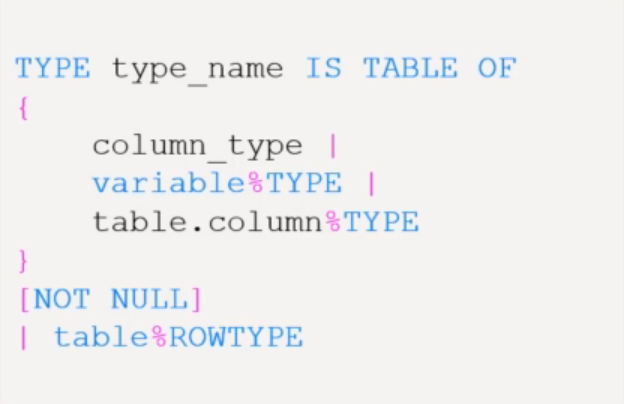 TYPE type_name IS TABLE OF
{
    column_type |
    variable%TYPE |
    table.column%TYPE
}
[NOT NULL]
| table%ROWTYPE